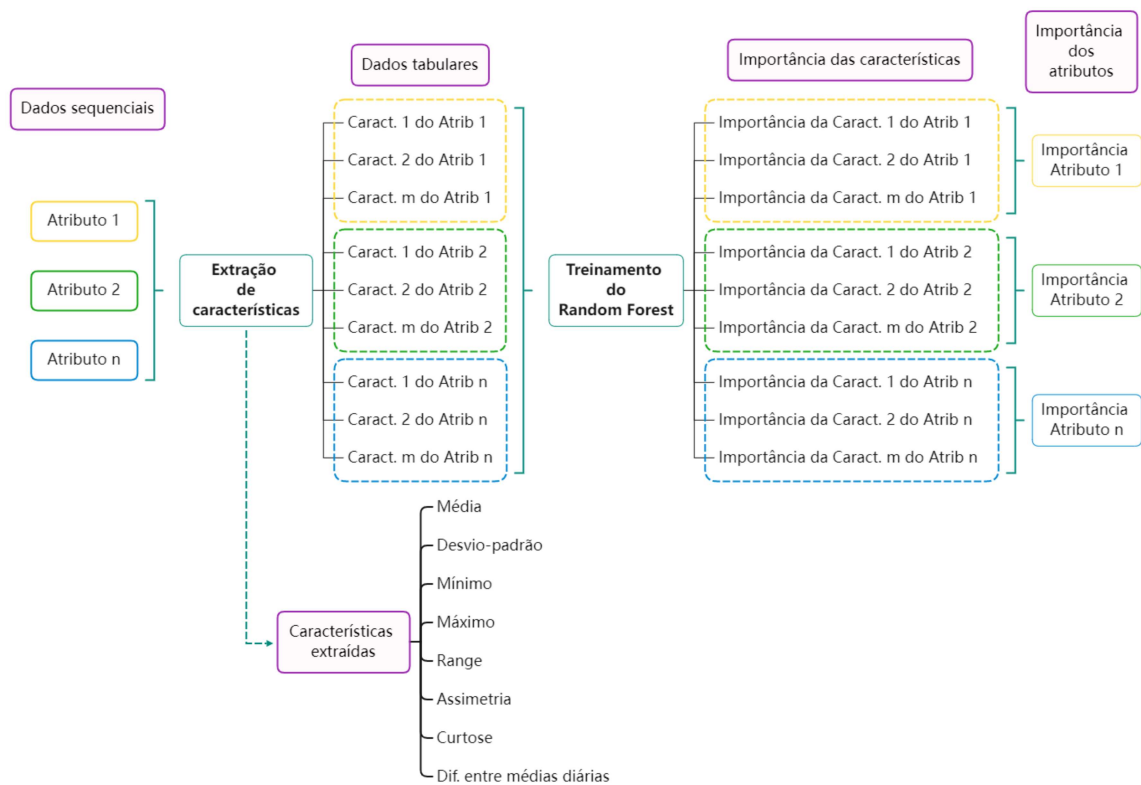 Dados sequenciais
Atributo 1
Atributo 2
Atributo n
Extração
de
características
Dados tabulares
Caract. 1 do Atrib 1
Caract. 2 do Atrib 1
Caract. m do Atrib 1
Caract. 1 do Atrib 2
Caract. 2 do Atrib 2
Caract. m do Atrib 2
Caract. 1 do Atrib n
Caract. 2 do Atrib n
Caract. m do Atrib n
Treinamento
do
Random Forest
Importância das características
Importância da Caract. 1 do Atrib 1
Importância da Caract. 2 do Atrib 1
Importância da Caract. m do Atrib 1
Importância da Caract. 1 do Atrib 2
Importância da Caract. 2 do Atrib 2
Importância da Caract. m do Atrib 2
Importância da Caract. 1 do Atrib n
Importância da Caract. 2 do Atrib n
Importância da Caract. m do Atrib n
Importância
dos
atributos
Importância
Atributo 1
Importância
Atributo 2
Importância
Atributo n
Características
extraídas
Média
Desvio-padrão
Mínimo
Máximo
Range
Assimetria
Curtose
Dif. entre médias diárias